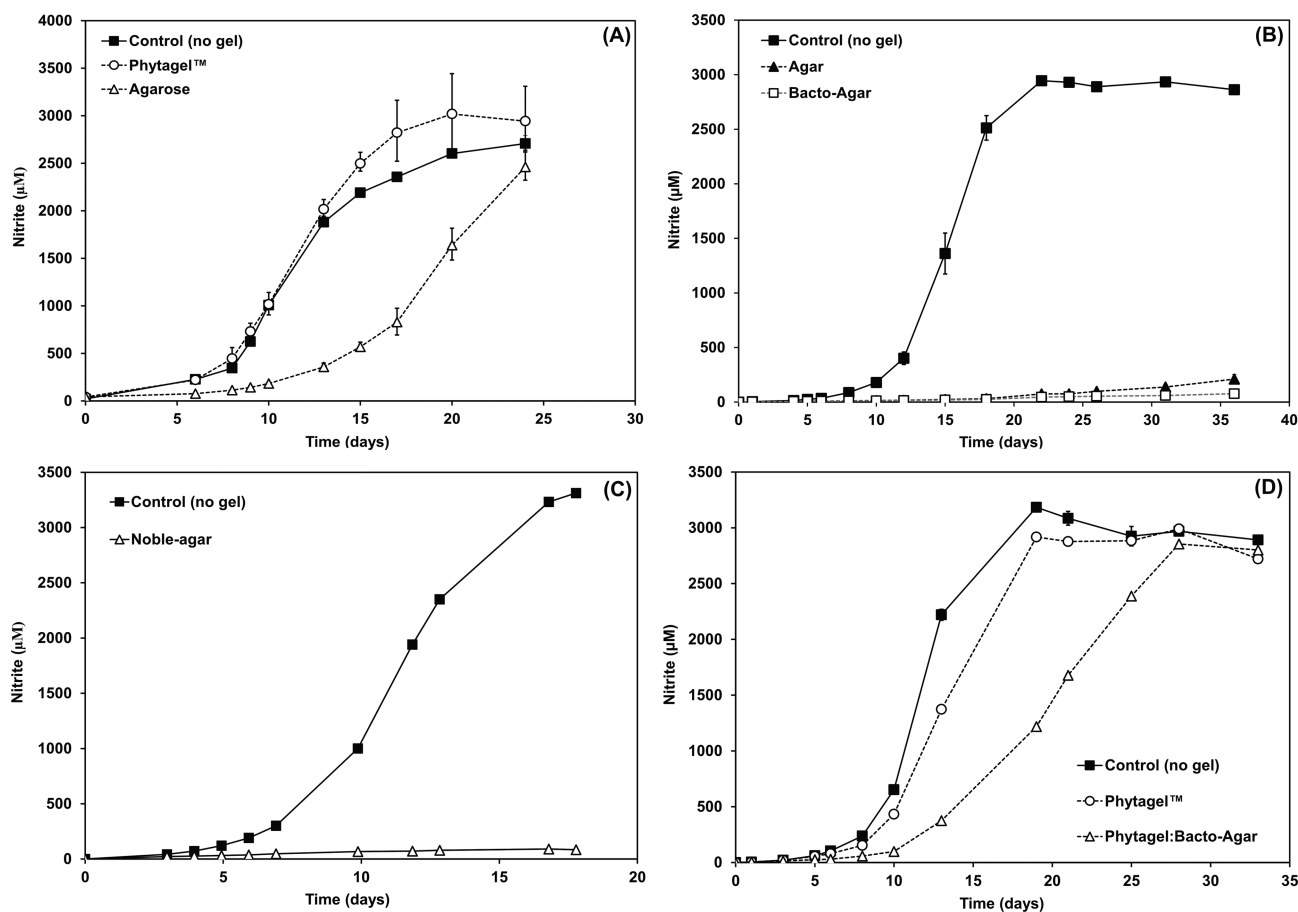 (A)
Control (no gel)
Phytagel™
Agarose
Nitrite (µM)
4000
3500
3000
2500
2000
1500
1000
500
0
0 5 10 15 20 25 30
Time (days)
(B)
Control (no gel)
Agar
Bacto-Agar
Nitrite (µM)
3500
3000
2500
2000
1500
1000
500
0
0 5 10 15 20 25 30 35 40
Time (days)
(C)
Control (no gel)
Noble-agar
Nitrite (µM)
3500
3000
2500
2000
1500
1000
500
0
0 5 10 15 20
Time (days)
(D)
Nitrite (µM)
3500
3000
2500
2000
1500
1000
500
0
Control (no gel)
Phytagel™
Phytagel:Bacto-Agar
0 5 10 15 20 25 30 35
Time (days)